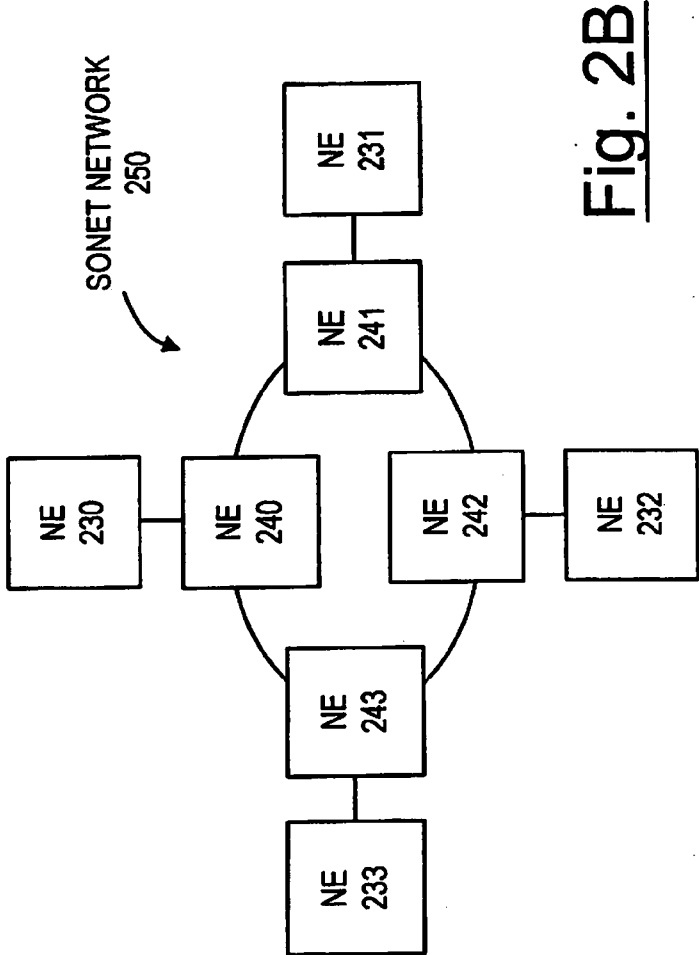 SONET NETWORK
250
NE
230
NE
240
NE
241
NE
231
NE
243
NE
233
NE
242
NE
232
Fig. 2B